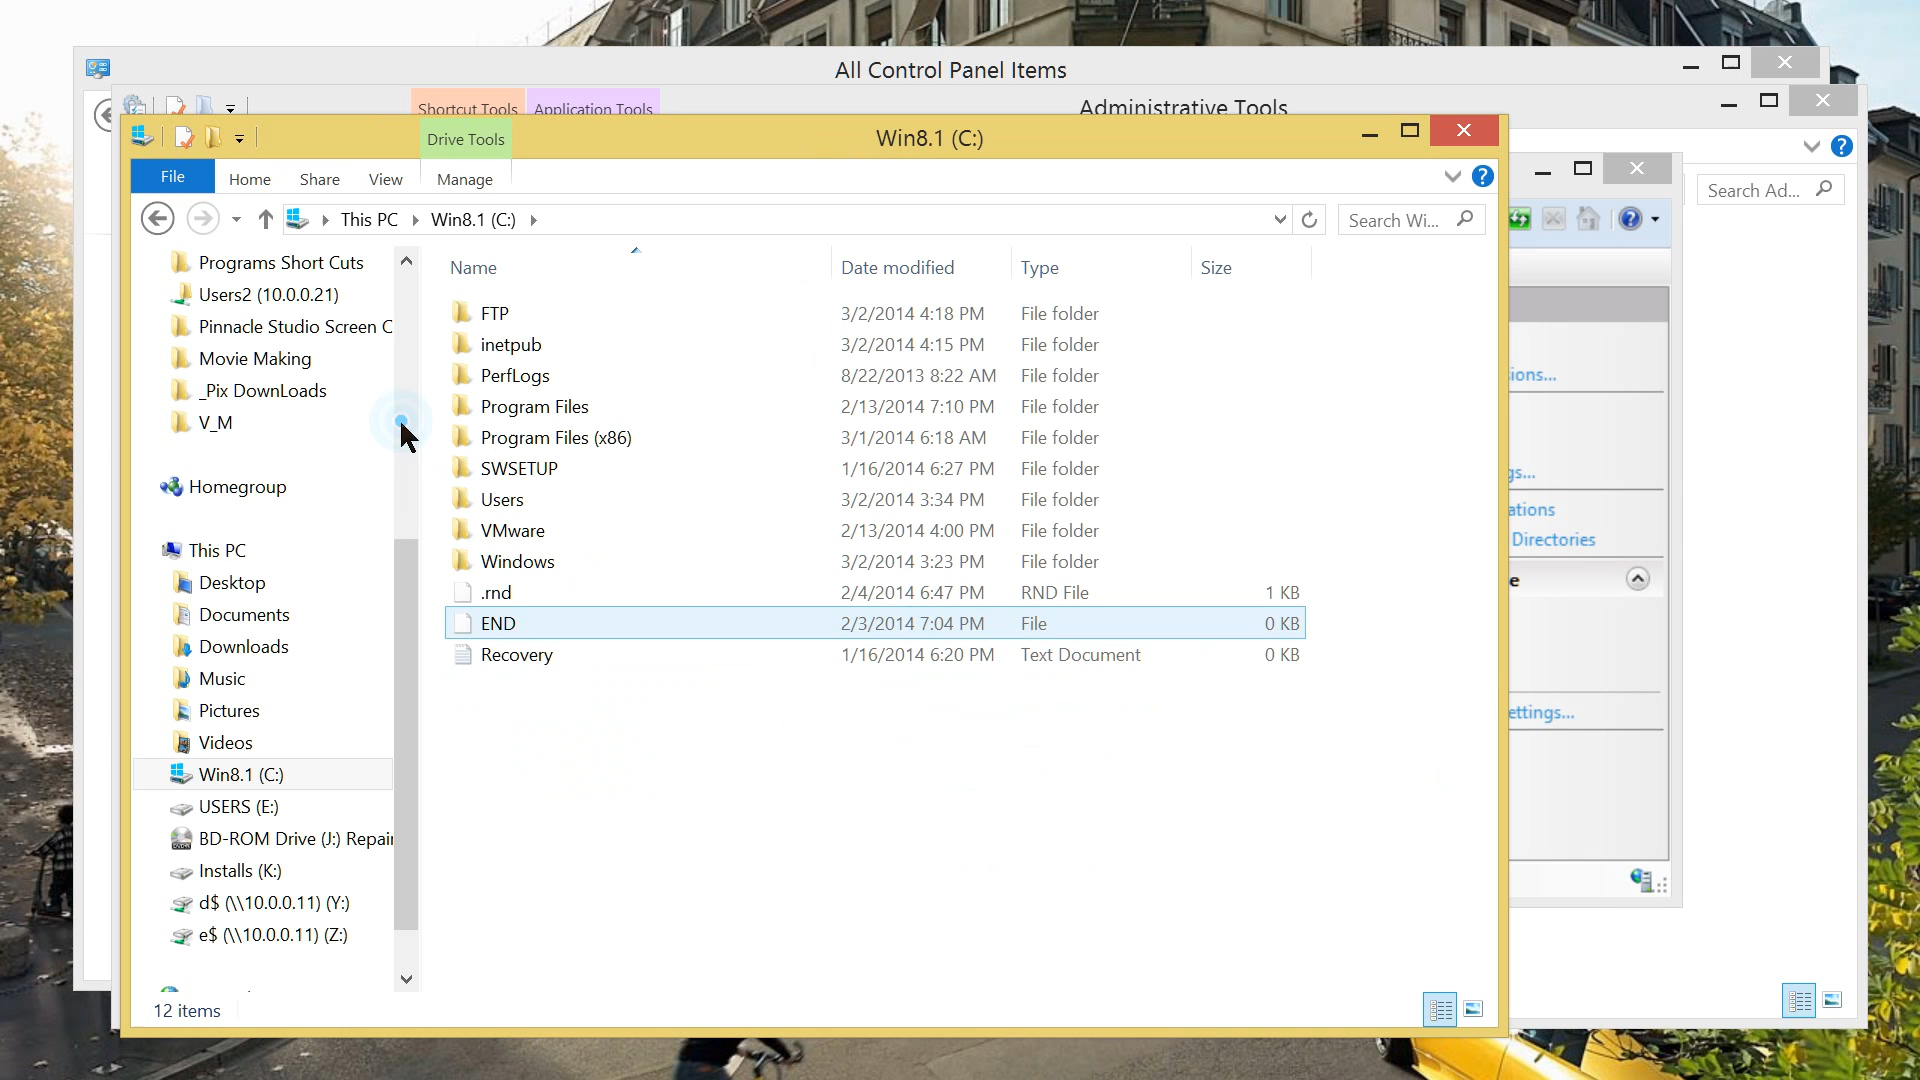 All Control Panel Items
Shortcut Tools
Application Tools
Administrative Tools
Drive Tools
Win8.1 (C:)
File
Home
Share
View
Manage
Search Ad...
This PC
Win8.1 (C:)
Search Wi...
Programs Short Cuts
Users2 (10.0.0.21)
Pinnacle Studio Screen C
Movie Making
_Pix DownLoads
V_M
Homegroup
This PC
Desktop
Documents
Downloads
Music
Pictures
Videos
Win8.1 (C:)
USERS (E:)
BD-ROM Drive (J:) Repair
Installs (K:)
d$ (\\10.0.0.11) (Y:)
e$ (\\10.0.0.11) (Z:)
Name Date modified Type Size
FTP 3/2/2014 4:18 PM File folder
inetpub 3/2/2014 4:15 PM File folder
PerfLogs 8/22/2013 8:22 AM File folder
Program Files 2/13/2014 7:10 PM File folder
Program Files (x86) 3/1/2014 6:18 AM File folder
SWSETUP 1/16/2014 6:27 PM File folder
Users 3/2/2014 3:34 PM File folder
VMware 2/13/2014 4:00 PM File folder
Windows 3/2/2014 3:23 PM File folder
.rnd 2/4/2014 6:47 PM RND File 1 KB
END 2/3/2014 7:04 PM File 0 KB
Recovery 1/16/2014 6:20 PM Text Document 0 KB
ions...
gs...
ations
Directories
e
ettings...
12 items